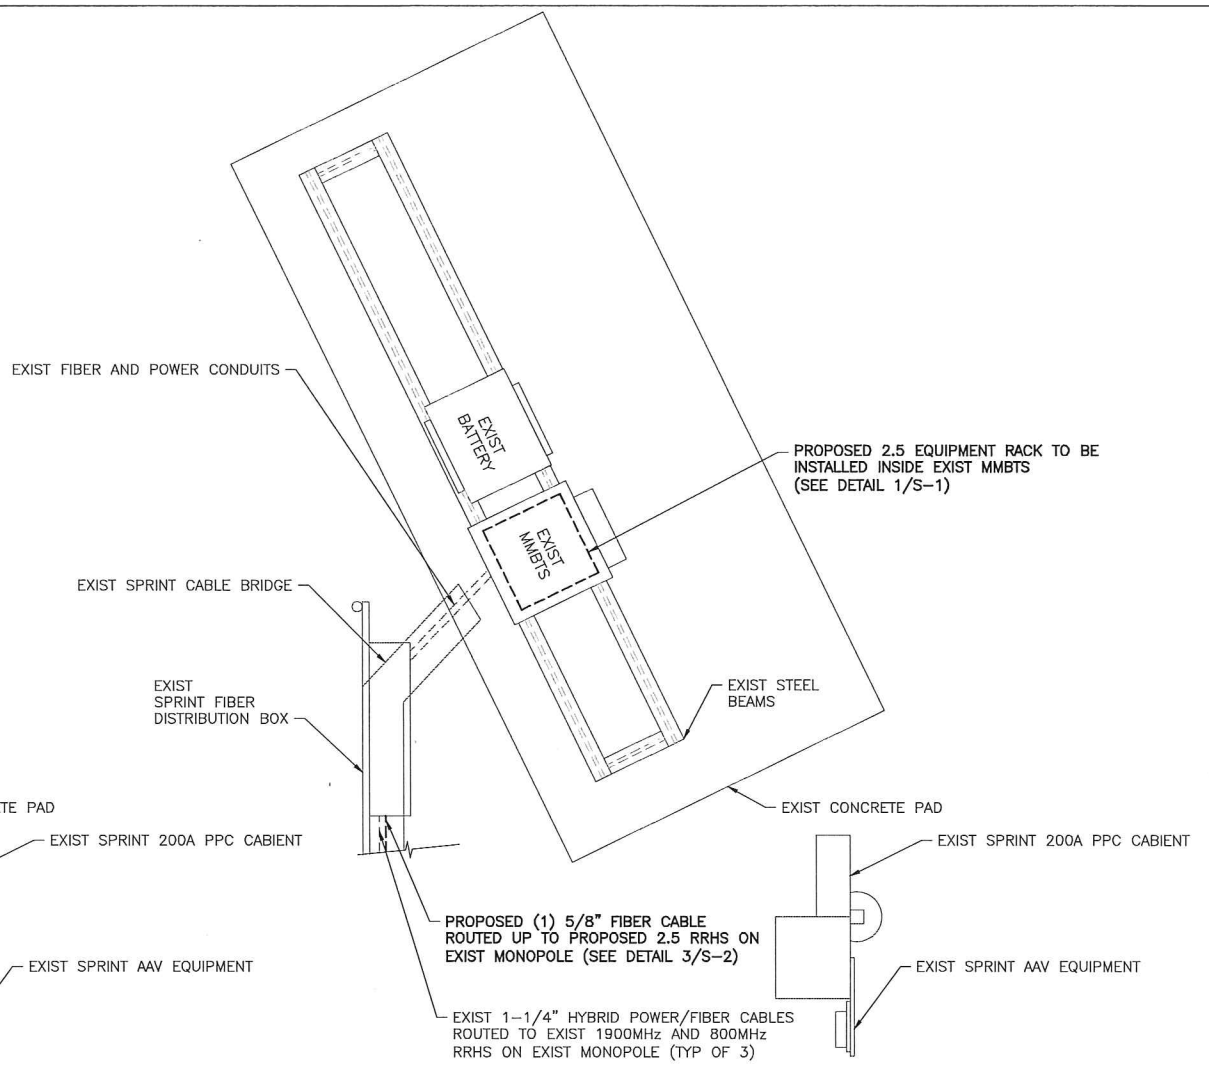 EXIST FIBER AND POWER CONDUITS
EXIST
BATTERY
PROPOSED 2.5 EQUIPMENT RACK TO BE
INSTALLED INSIDE EXIST MMBTS
(SEE DETAIL 1/S-1)
EXIST
MMBTS
EXIST SPRINT CABLE BRIDGE
EXIST
SPRINT FIBER
DISTRIBUTION BOX
EXIST STEEL
BEAMS
TE PAD
EXIST CONCRETE PAD
EXIST SPRINT 200A PPC CABIENT
EXIST SPRINT 200A PPC CABIENT
PROPOSED (1) 5/8" FIBER CABLE
ROUTED UP TO PROPOSED 2.5 RRHS ON
EXIST MONOPOLE (SEE DETAIL 3/S-2)
EXIST SPRINT AAV EQUIPMENT
EXIST SPRINT AAV EQUIPMENT
EXIST 1-1/4" HYBRID POWER/FIBER CABLES
ROUTED TO EXIST 1900MHz AND 800MHz
RRHS ON EXIST MONOPOLE (TYP OF 3)